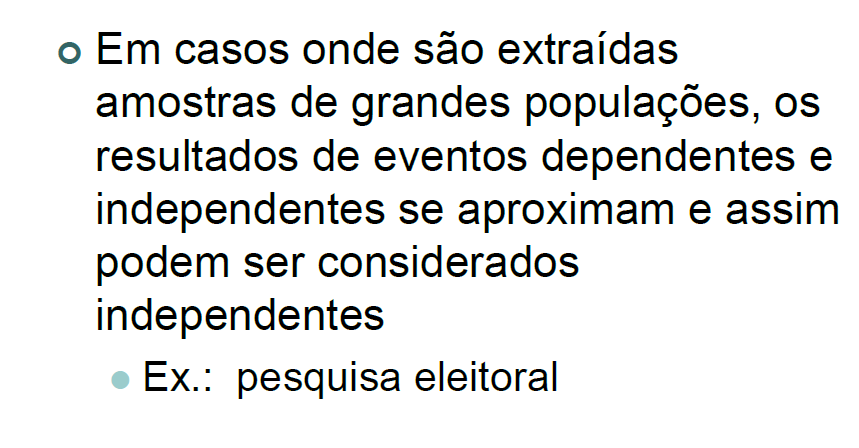 Em casos onde são extraídas
amostras de grandes populações, os
resultados de eventos dependentes e
independentes se aproximam e assim
podem ser considerados
independentes
Ex.: pesquisa eleitoral